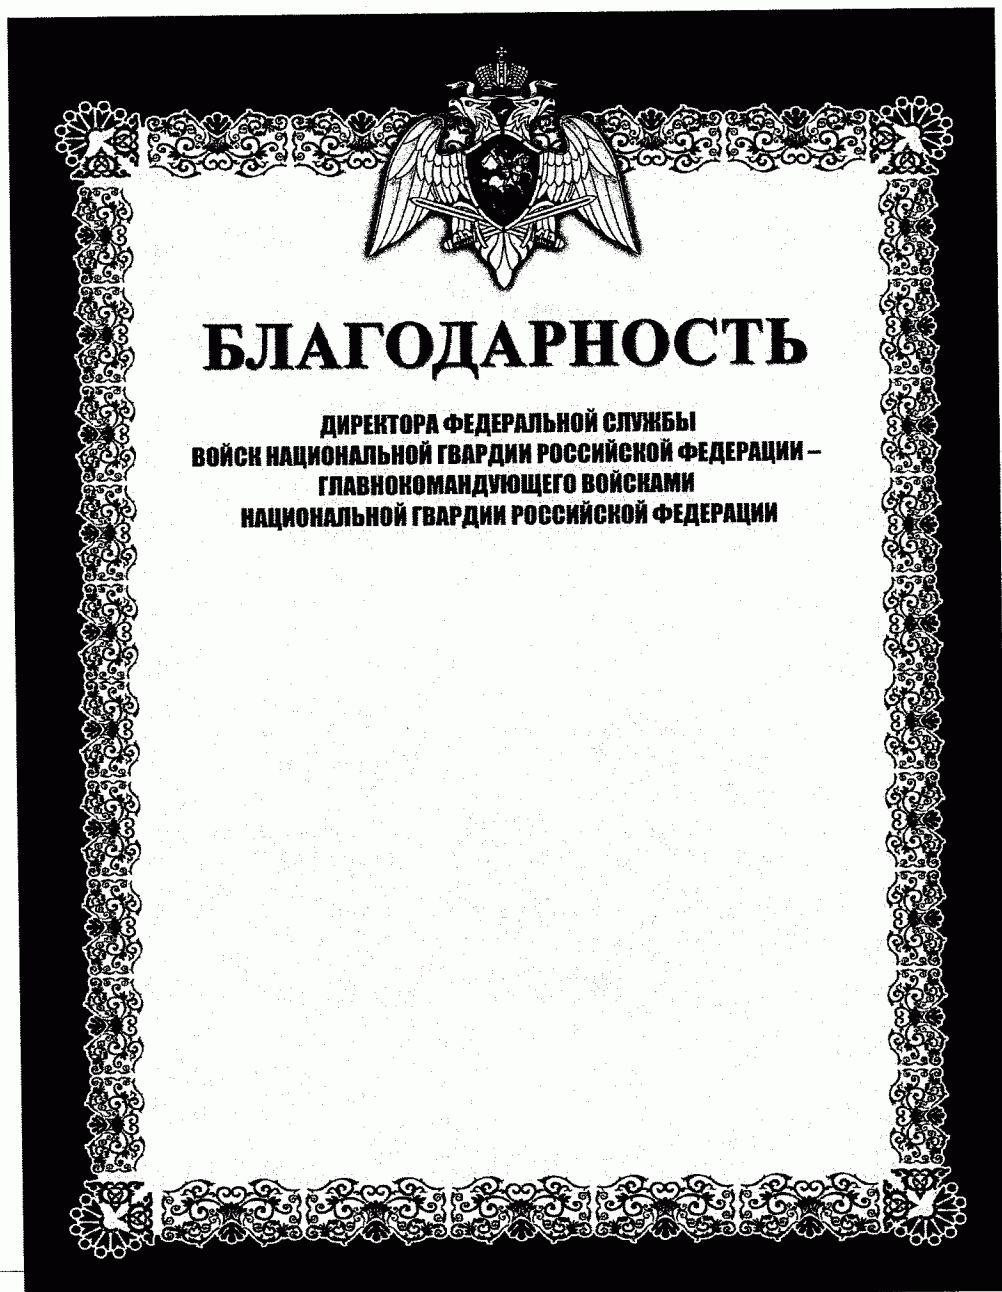 БЛАГОДАРНОСТЬ
ДИРЕКТОРА ФЕДЕРАЛЬНОЙ СЛУЖБЫ
ВОЙСК НАЦИОНАЛЬНОЙ ГВАРДИИ РОССИЙСКОЙ ФЕДЕРАЦИИ –
ГЛАВНОКОМАНДУЮЩЕГО ВОЙСКАМИ
НАЦИОНАЛЬНОЙ ГВАРДИИ РОССИЙСКОЙ ФЕДЕРАЦИИ